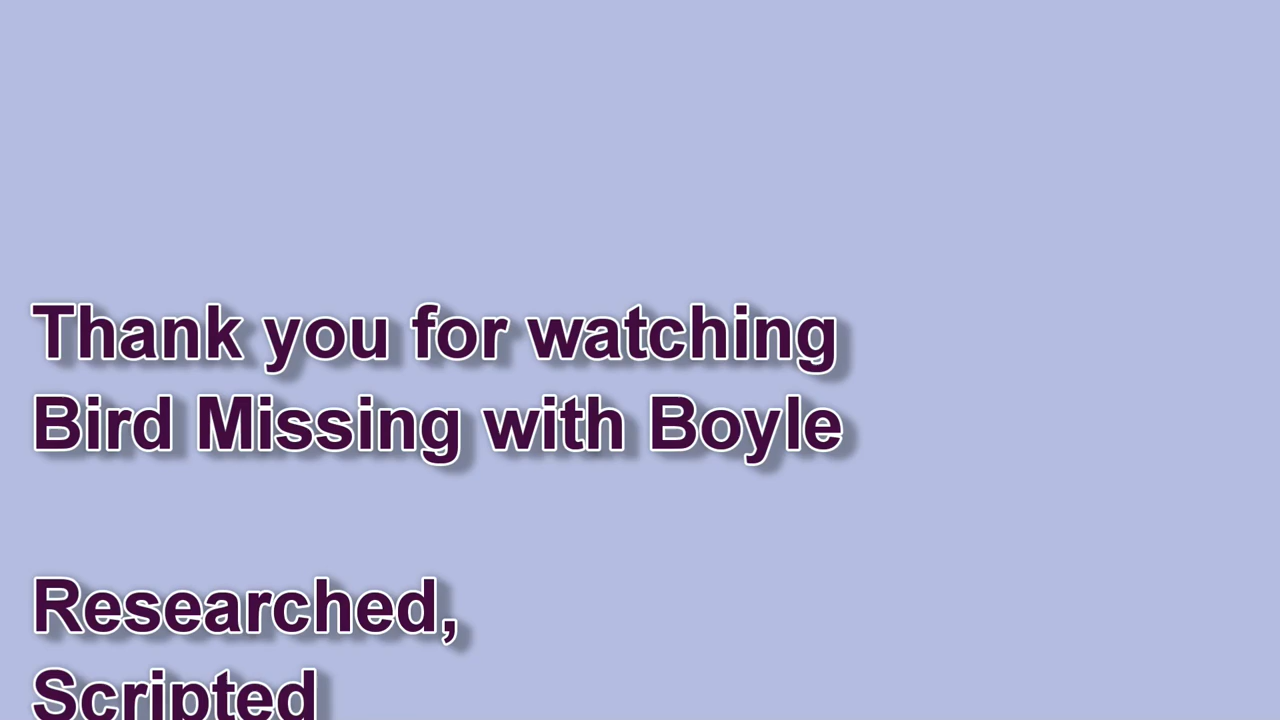 Thank you for watching
Bird Missing with Boyle
Researched,
Scripted